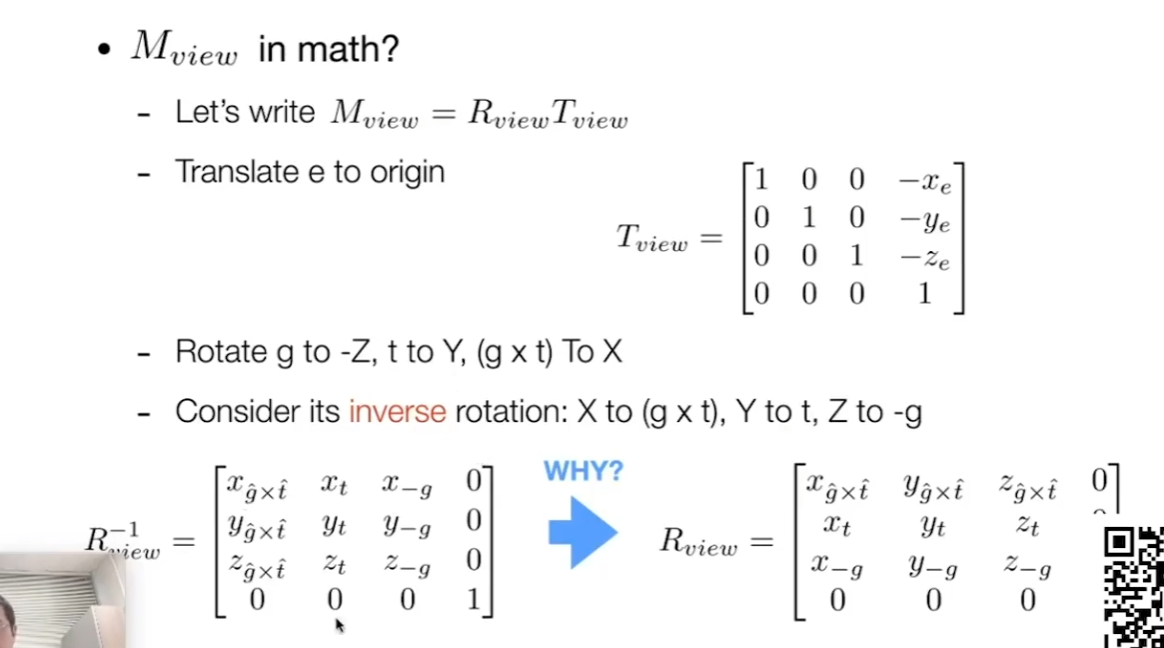 • M_{view} in math?
- Let's write M_{view} = R_{view}T_{view}
- Translate e to origin
T_{view} = \begin{bmatrix} 1 & 0 & 0 & -x_e \\ 0 & 1 & 0 & -y_e \\ 0 & 0 & 1 & -z_e \\ 0 & 0 & 0 & 1 \end{bmatrix}
- Rotate g to -Z, t to Y, (g x t) To X
- Consider its inverse rotation: X to (g x t), Y to t, Z to -g
R_{view}^{-1} = \begin{bmatrix} x_{\hat{g}\times\hat{t}} & x_t & x_{-g} & 0 \\ y_{\hat{g}\times\hat{t}} & y_t & y_{-g} & 0 \\ z_{\hat{g}\times\hat{t}} & z_t & z_{-g} & 0 \\ 0 & 0 & 0 & 1 \end{bmatrix}
WHY?
R_{view} = \begin{bmatrix} x_{\hat{g}\times\hat{t}} & y_{\hat{g}\times\hat{t}} & z_{\hat{g}\times\hat{t}} & 0 \\ x_t & y_t & z_t & \\ x_{-g} & y_{-g} & z_{-g} & \\ 0 & 0 & 0 & \end{bmatrix}